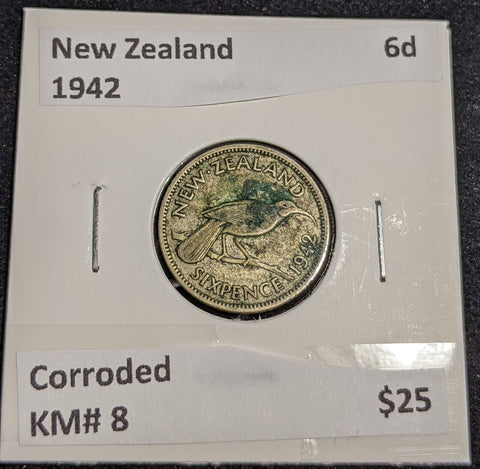 New Zealand 6d
1942
NEW·ZEALAND
SIXPENCE 1942
Corroded
KM# 8 $25